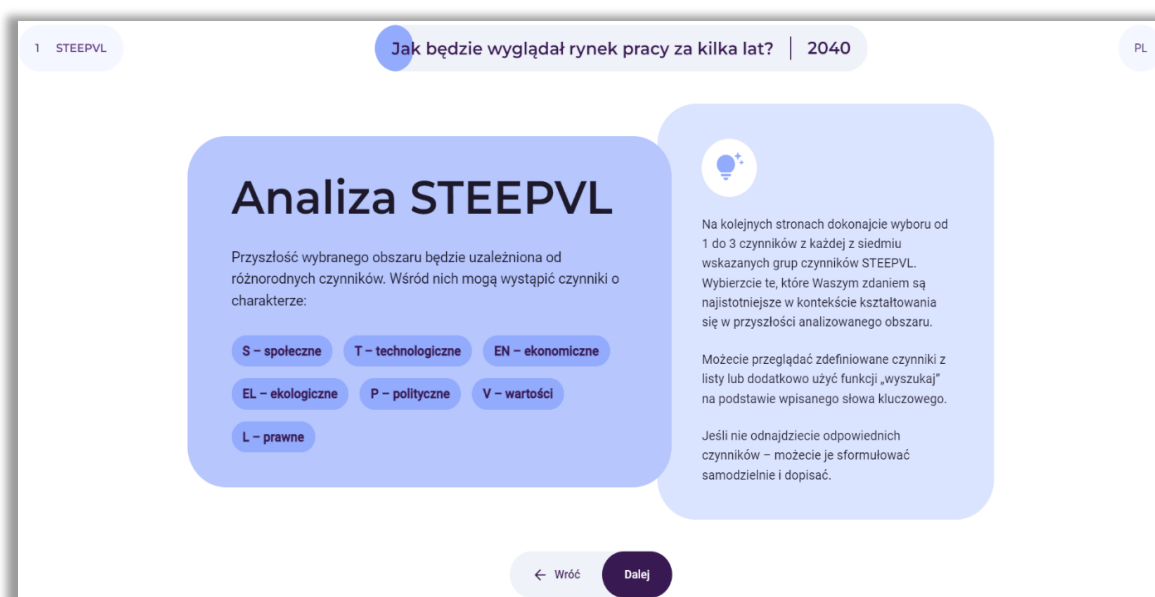 1 STEEPVL
Jak będzie wyglądał rynek pracy za kilka lat? | 2040
PL
Analiza STEEPVL
Przyszłość wybranego obszaru będzie uzależniona od
różnorodnych czynników. Wśród nich mogą wystąpić czynniki o
charakterze:
S – społeczne
T – technologiczne
EN – ekonomiczne
EL – ekologiczne
P – polityczne
V – wartości
L – prawne
Na kolejnych stronach dokonajcie wyboru od
1 do 3 czynników z każdej z siedmiu
wskazanych grup czynników STEEPVL.
Wybierzcie te, które Waszym zdaniem są
najistotniejsze w kontekście kształtowania
się w przyszłości analizowanego obszaru.
Możecie przeglądać zdefiniowane czynniki z
listy lub dodatkowo użyć funkcji „wyszukaj”
na podstawie wpisanego słowa kluczowego.
Jeśli nie odnajdziecie odpowiednich
czynników – możecie je sformułować
samodzielnie i dopisać.
← Wróć
Dalej